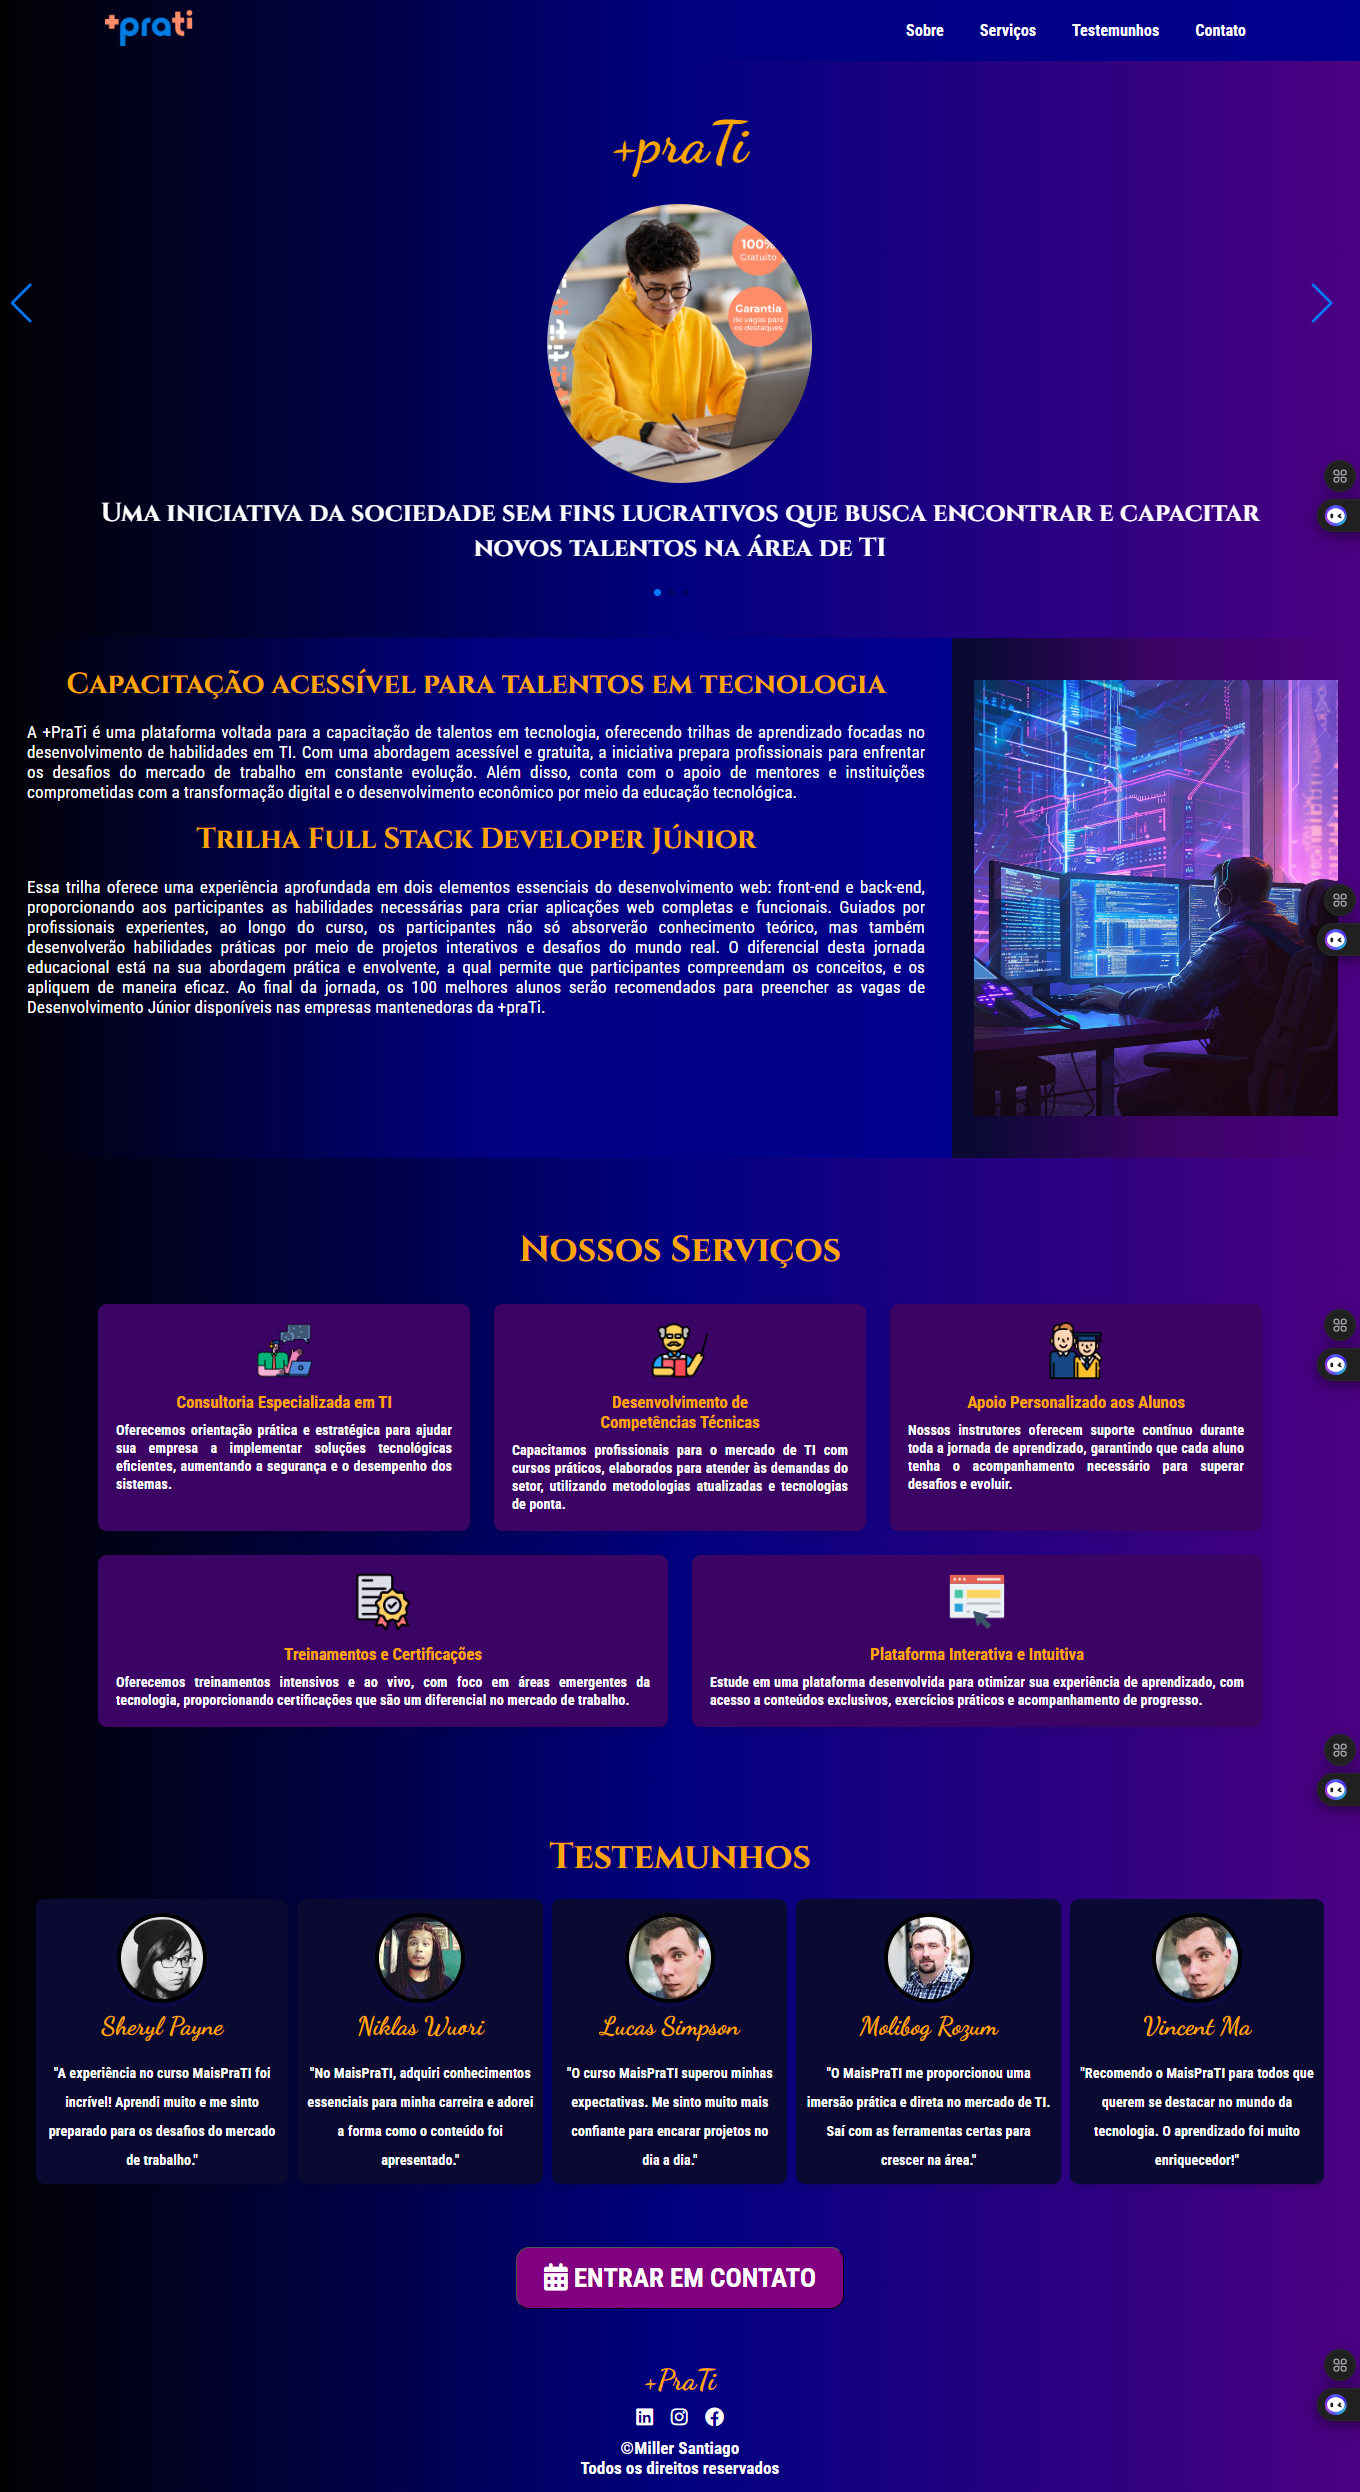 +prati
Sobre Serviços Testemunhos Contato
+praTi
100%
Gratuito
Garantia
de vagas para
os destaques
Uma iniciativa da sociedade sem fins lucrativos que busca encontrar e capacitar
novos talentos na área de TI
Capacitação acessível para talentos em tecnologia
A +PraTi é uma plataforma voltada para a capacitação de talentos em tecnologia, oferecendo trilhas de aprendizado focadas no
desenvolvimento de habilidades em TI. Com uma abordagem acessível e gratuita, a iniciativa prepara profissionais para enfrentar
os desafios do mercado de trabalho em constante evolução. Além disso, conta com o apoio de mentores e instituições
comprometidas com a transformação digital e o desenvolvimento econômico por meio da educação tecnológica.
Trilha Full Stack Developer Júnior
Essa trilha oferece uma experiência aprofundada em dois elementos essenciais do desenvolvimento web: front-end e back-end,
proporcionando aos participantes as habilidades necessárias para criar aplicações web completas e funcionais. Guiados por
profissionais experientes, ao longo do curso, os participantes não só absorverão conhecimento teórico, mas também
desenvolverão habilidades práticas por meio de projetos interativos e desafios do mundo real. O diferencial desta jornada
educacional está na sua abordagem prática e envolvente, a qual permite que participantes compreendam os conceitos, e os
apliquem de maneira eficaz. Ao final da jornada, os 100 melhores alunos serão recomendados para preencher as vagas de
Desenvolvimento Júnior disponíveis nas empresas mantenedoras da +praTi.
Nossos Serviços
Consultoria Especializada em TI
Oferecemos orientação prática e estratégica para ajudar
sua empresa a implementar soluções tecnológicas
eficientes, aumentando a segurança e o desempenho dos
sistemas.
Desenvolvimento de
Competências Técnicas
Capacitamos profissionais para o mercado de TI com
cursos práticos, elaborados para atender às demandas do
setor, utilizando metodologias atualizadas e tecnologias
de ponta.
Apoio Personalizado aos Alunos
Nossos instrutores oferecem suporte contínuo durante
toda a jornada de aprendizado, garantindo que cada aluno
tenha o acompanhamento necessário para superar
desafios e evoluir.
Treinamentos e Certificações
Oferecemos treinamentos intensivos e ao vivo, com foco em áreas emergentes da
tecnologia, proporcionando certificações que são um diferencial no mercado de trabalho.
Plataforma Interativa e Intuitiva
Estude em uma plataforma desenvolvida para otimizar sua experiência de aprendizado, com
acesso a conteúdos exclusivos, exercícios práticos e acompanhamento de progresso.
Testemunhos
Sheryl Payne
"A experiência no curso MaisPraTI foi
incrível! Aprendi muito e me sinto
preparado para os desafios do mercado
de trabalho."
Niklas Wuori
"No MaisPraTI, adquiri conhecimentos
essenciais para minha carreira e adorei
a forma como o conteúdo foi
apresentado."
Lucas Simpson
"O curso MaisPraTI superou minhas
expectativas. Me sinto muito mais
confiante para encarar projetos no
dia a dia."
Molibog Rozum
"O MaisPraTI me proporcionou uma
imersão prática e direta no mercado de TI.
Saí com as ferramentas certas para
crescer na área."
Vincent Ma
"Recomendo o MaisPraTI para todos que
querem se destacar no mundo da
tecnologia. O aprendizado foi muito
enriquecedor!"
ENTRAR EM CONTATO
+PraTi
©Miller Santiago
Todos os direitos reservados